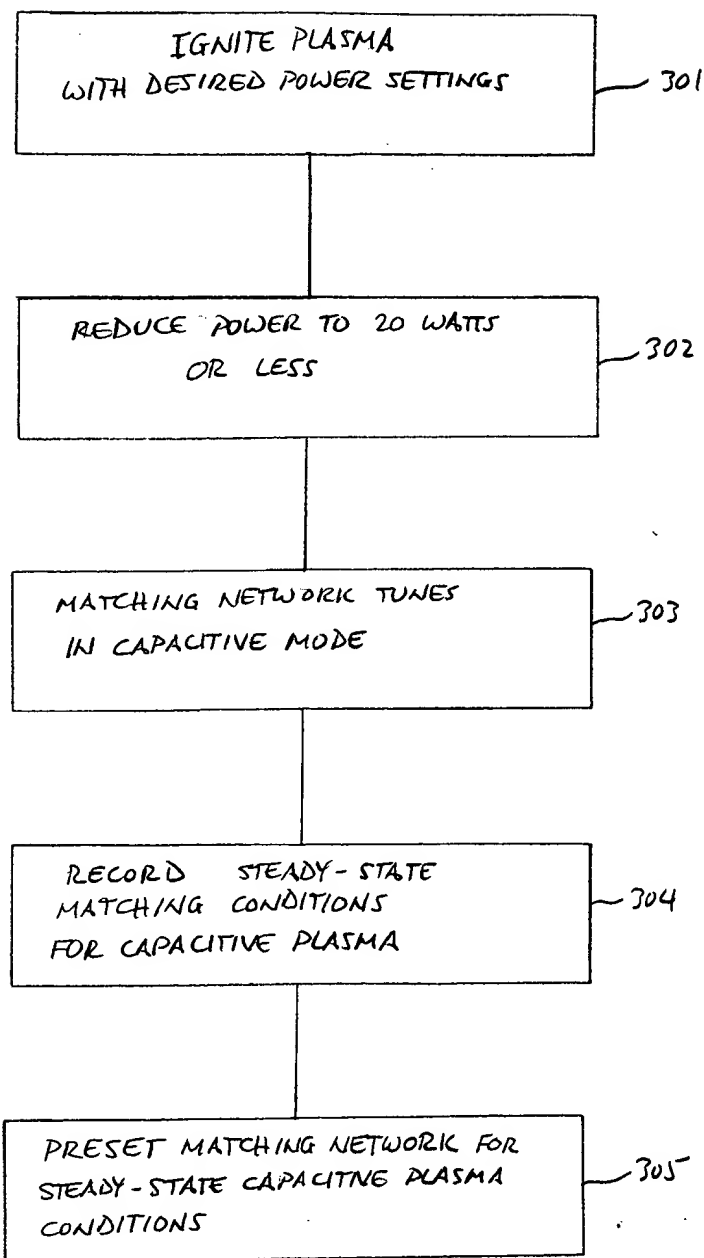 IGNITE PLASMA
WITH DESIRED POWER SETTINGS
301
REDUCE POWER TO 20 WATTS
OR LESS
302
MATCHING NETWORK TUNES
IN CAPACITIVE MODE
303
RECORD STEADY-STATE
MATCHING CONDITIONS
FOR CAPACITIVE PLASMA
304
PRESET MATCHING NETWORK FOR
STEADY-STATE CAPACITIVE PLASMA
CONDITIONS
305